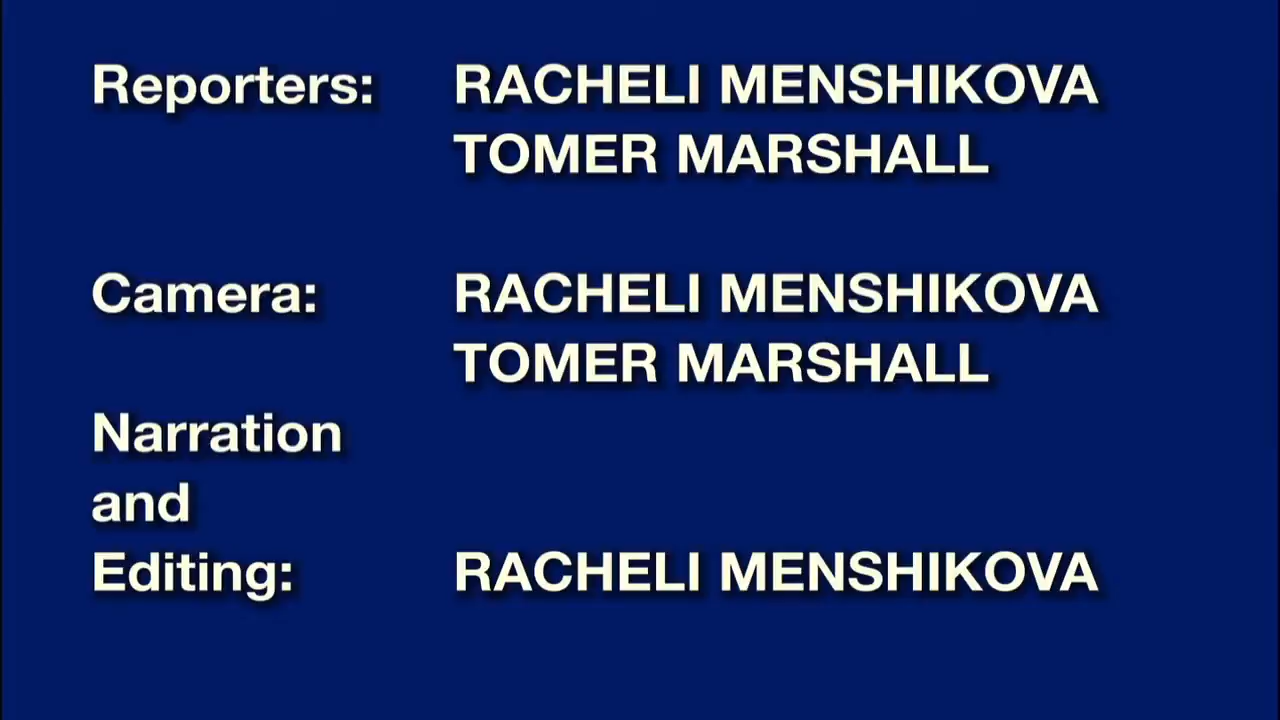 Reporters: RACHELI MENSHIKOVA
TOMER MARSHALL
Camera: RACHELI MENSHIKOVA
TOMER MARSHALL
Narration
and
Editing: RACHELI MENSHIKOVA